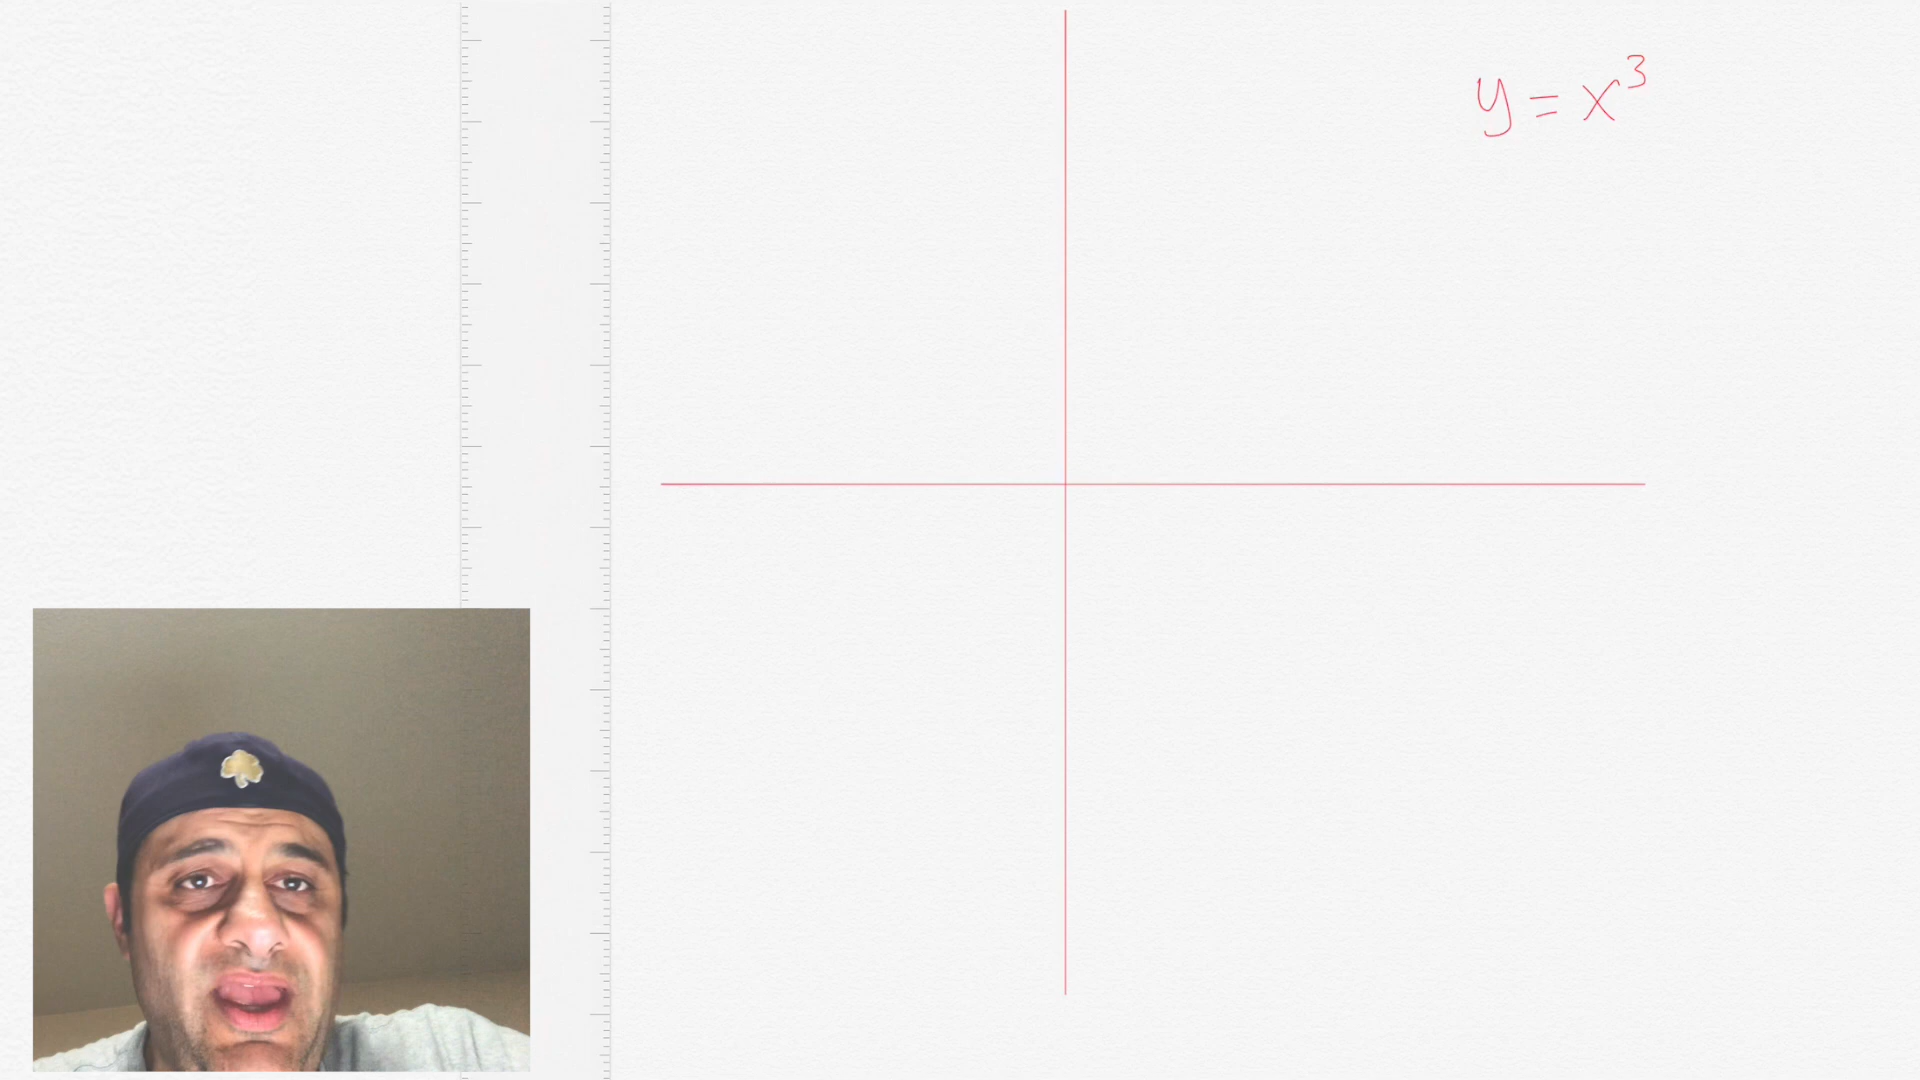 y = x³